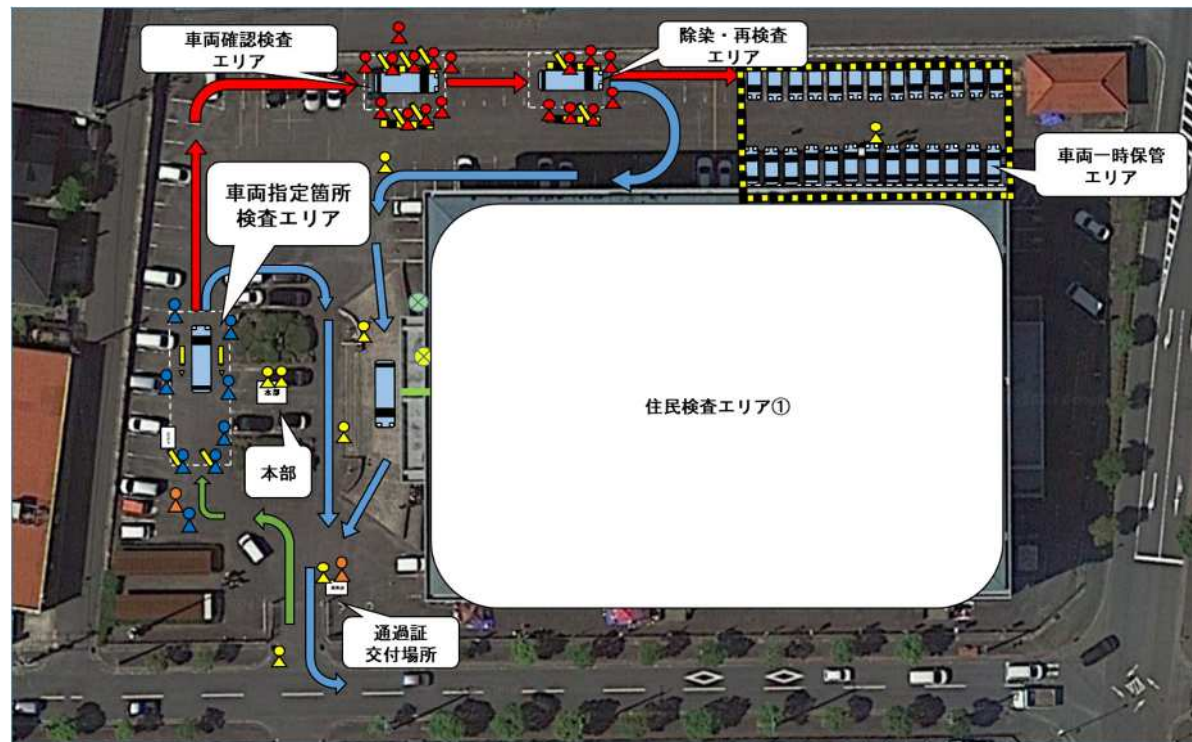 車両確認検査
エリア
除染・再検査
エリア
車両一時保管
エリア
車両指定箇所
検査エリア
住民検査エリア①
本部
本部
通過証
交付場所